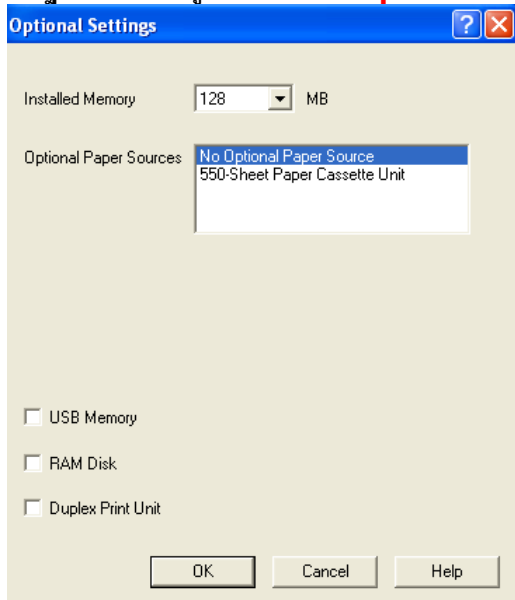 Optional Settings
Installed Memory 128 MB
Optional Paper Sources No Optional Paper Source
550-Sheet Paper Cassette Unit
USB Memory
RAM Disk
Duplex Print Unit
OK Cancel Help